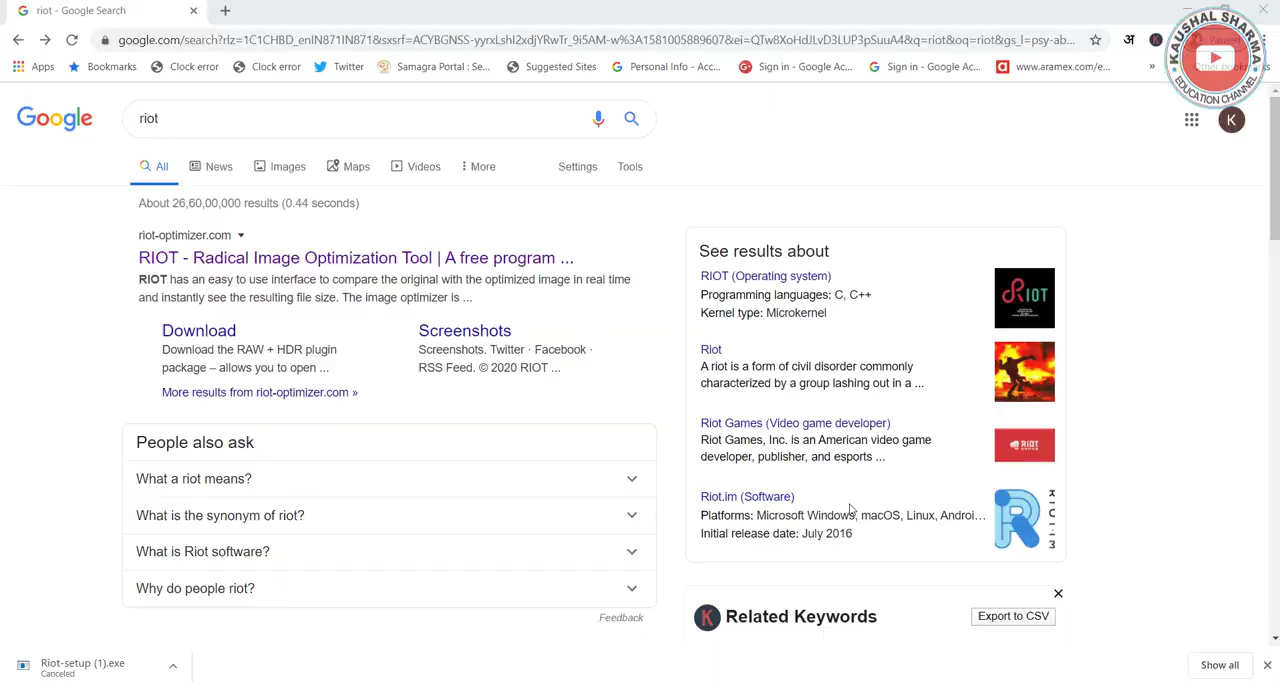 riot - Google Search
google.com/search?rlz=1C1CHBD_enIN871IN871&sxsrf=ACYBGNSS-yyrxLsII2xdjYRwTr_9i5AM-w%3A1581005889607&ei=QTw8XoHdJLvD3LUP3pSuuA4&q=riot&oq=riot&gs_l=psy-ab...
अ
K
Apps
Bookmarks
Clock error
Clock error
Twitter
Samagra Portal : Se...
Suggested Sites
Personal Info - Acc...
Sign in - Google Ac...
Sign in - Google Ac...
www.aramex.com/e...
»
KAUSHAL SHARMA
EDUCATION CHANNEL
Google
riot
K
All
News
Images
Maps
Videos
More
Settings
Tools
About 26,60,00,000 results (0.44 seconds)
riot-optimizer.com
RIOT - Radical Image Optimization Tool | A free program ...
RIOT has an easy to use interface to compare the original with the optimized image in real time
and instantly see the resulting file size. The image optimizer is ...
Download
Download the RAW + HDR plugin
package – allows you to open ...
Screenshots
Screenshots. Twitter · Facebook ·
RSS Feed. © 2020 RIOT ...
More results from riot-optimizer.com »
People also ask
What a riot means?
What is the synonym of riot?
What is Riot software?
Why do people riot?
Feedback
See results about
RIOT (Operating system)
Programming languages: C, C++
Kernel type: Microkernel
RIOT
Riot
A riot is a form of civil disorder commonly
characterized by a group lashing out in a ...
Riot Games (Video game developer)
Riot Games, Inc. is an American video game
developer, publisher, and esports ...
RIOT
Riot.im (Software)
Platforms: Microsoft Windows, macOS, Linux, Androi...
Initial release date: July 2016
K
Related Keywords
Export to CSV
Riot-setup (1).exe
Canceled
Show all